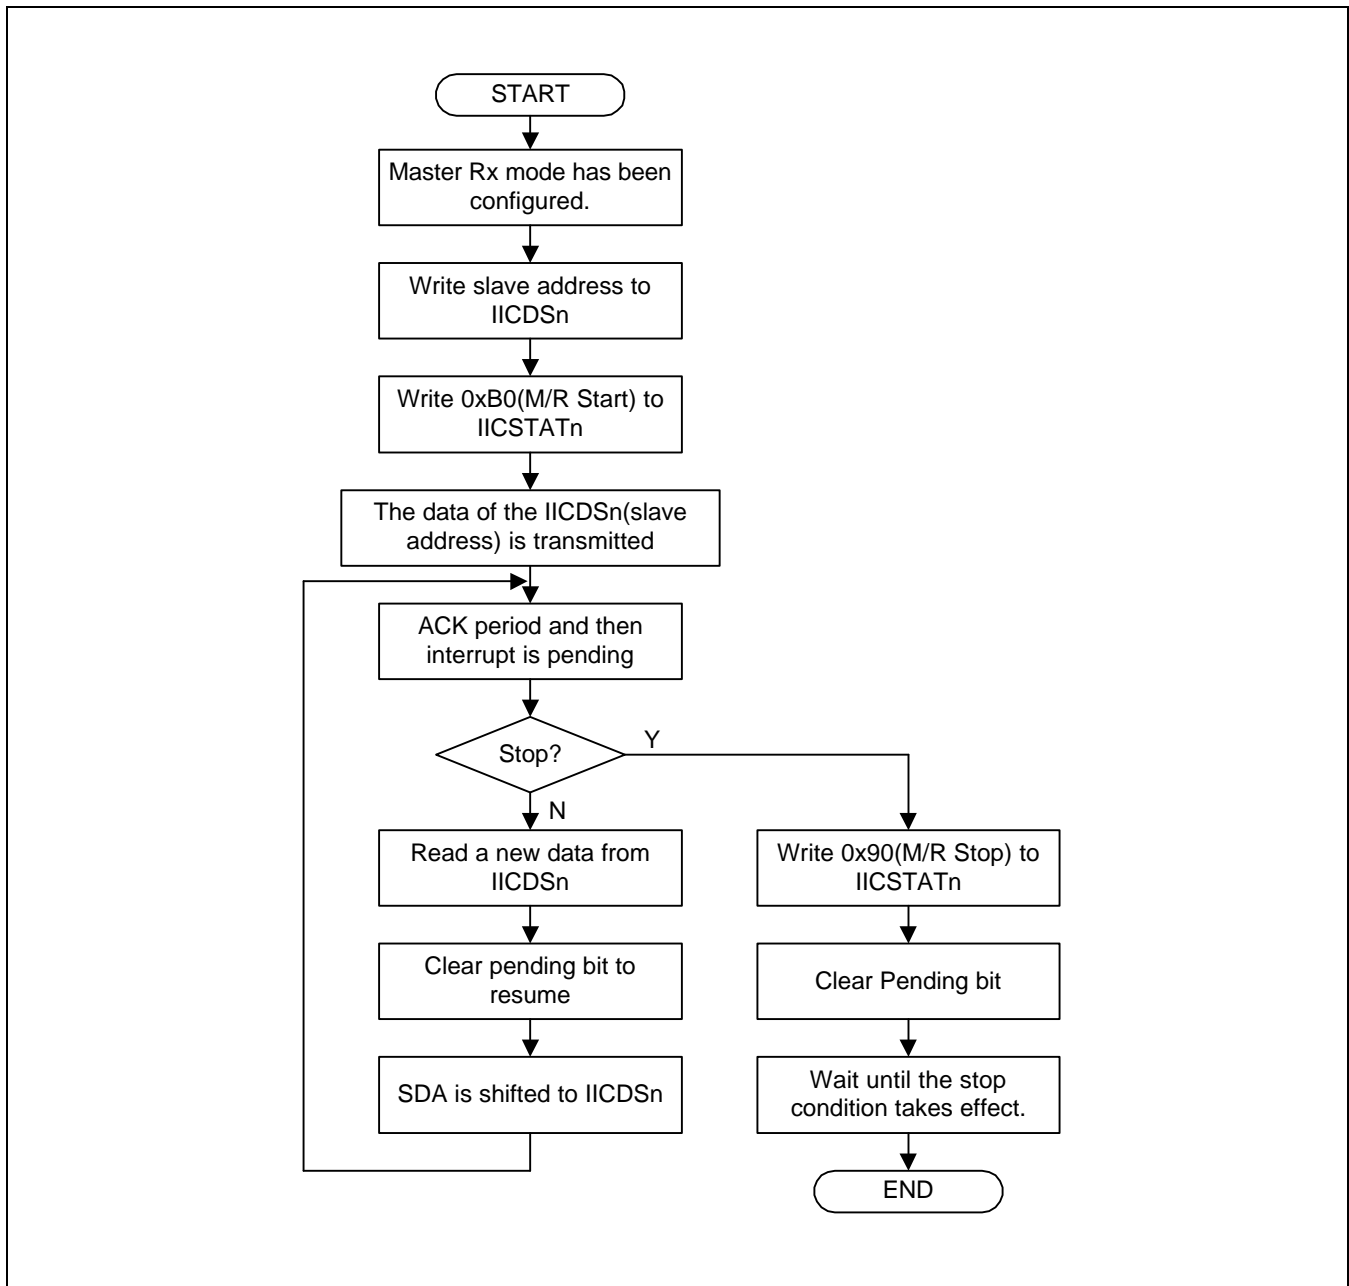 START
Master Rx mode has been
configured.
Write slave address to
IICDSn
Write 0xB0(M/R Start) to
IICSTATn
The data of the IICDSn(slave
address) is transmitted
ACK period and then
interrupt is pending
Stop?
Y
N
Read a new data from
IICDSn
Clear pending bit to
resume
SDA is shifted to IICDSn
Write 0x90(M/R Stop) to
IICSTATn
Clear Pending bit
Wait until the stop
condition takes effect.
END